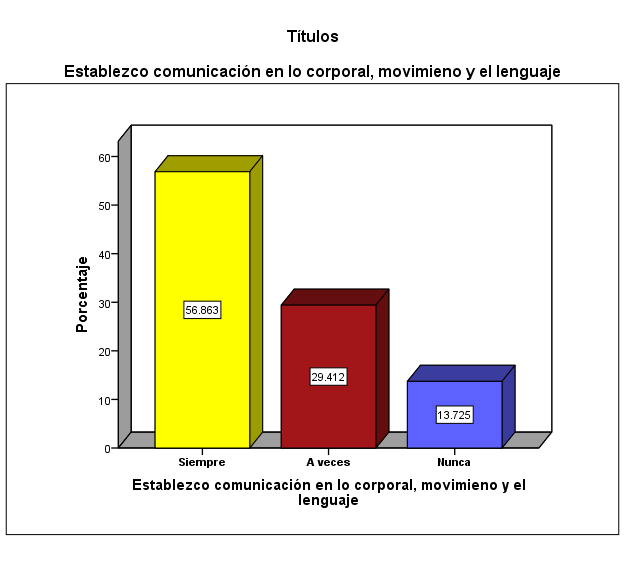 Títulos
Establezco comunicación en lo corporal, movimieno y el lenguaje
Porcentaje
60
50
40
30
20
10
0
56.863
29.412
13.725
Siempre
A veces
Nunca
Establezco comunicación en lo corporal, movimieno y el
lenguaje